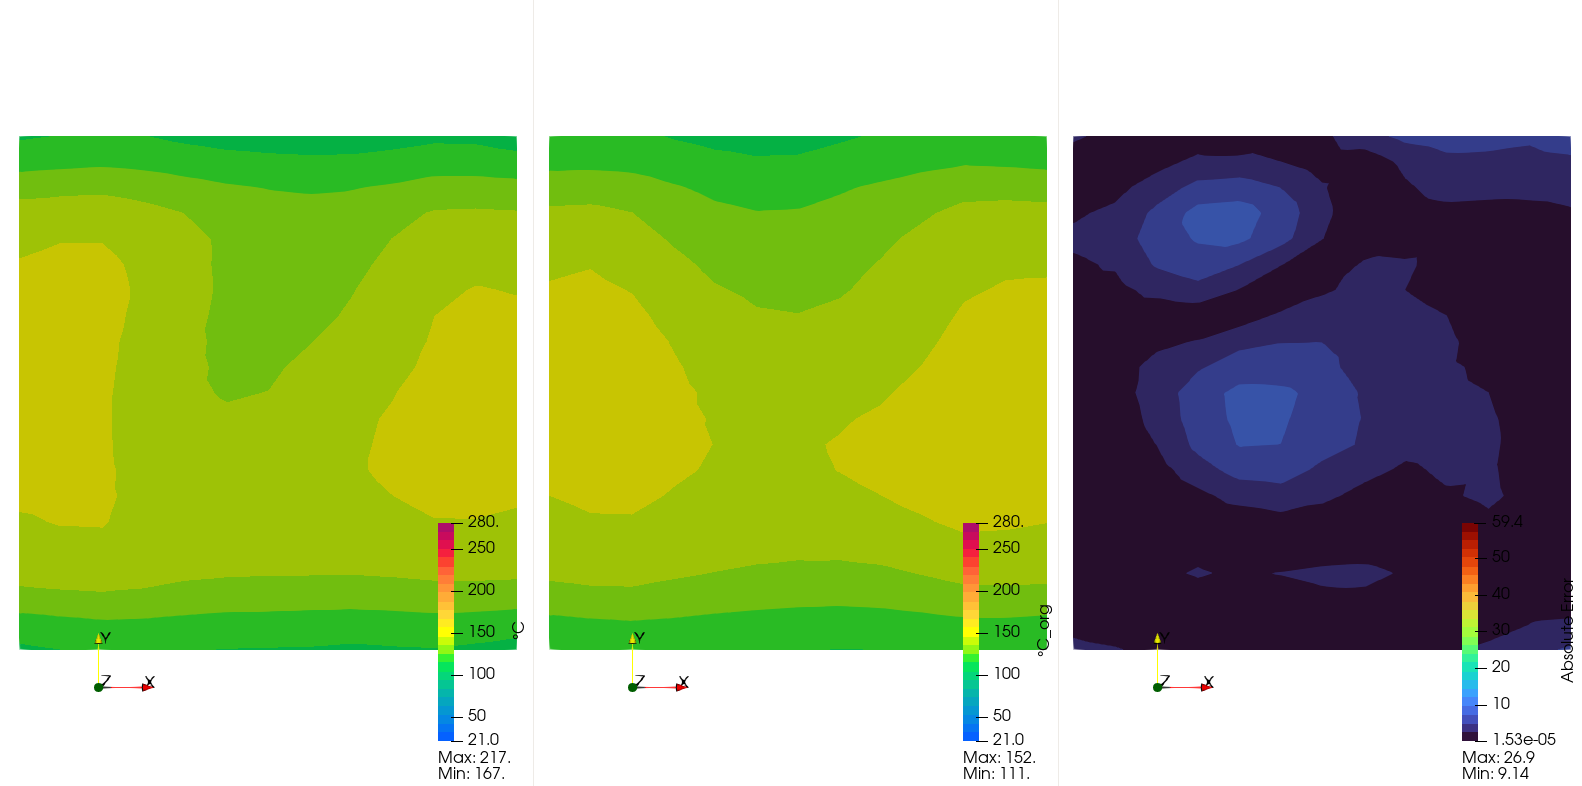 280.
250
200
150
100
50
21.0
°C
Max: 217.
Min: 167.
Y
Z
X
280.
250
200
150
100
50
21.0
°C_org
Max: 152.
Min: 111.
Y
Z
X
59.4
50
40
30
20
10
1.53e-05
Absolute Error
Max: 26.9
Min: 9.14
Y
Z
X